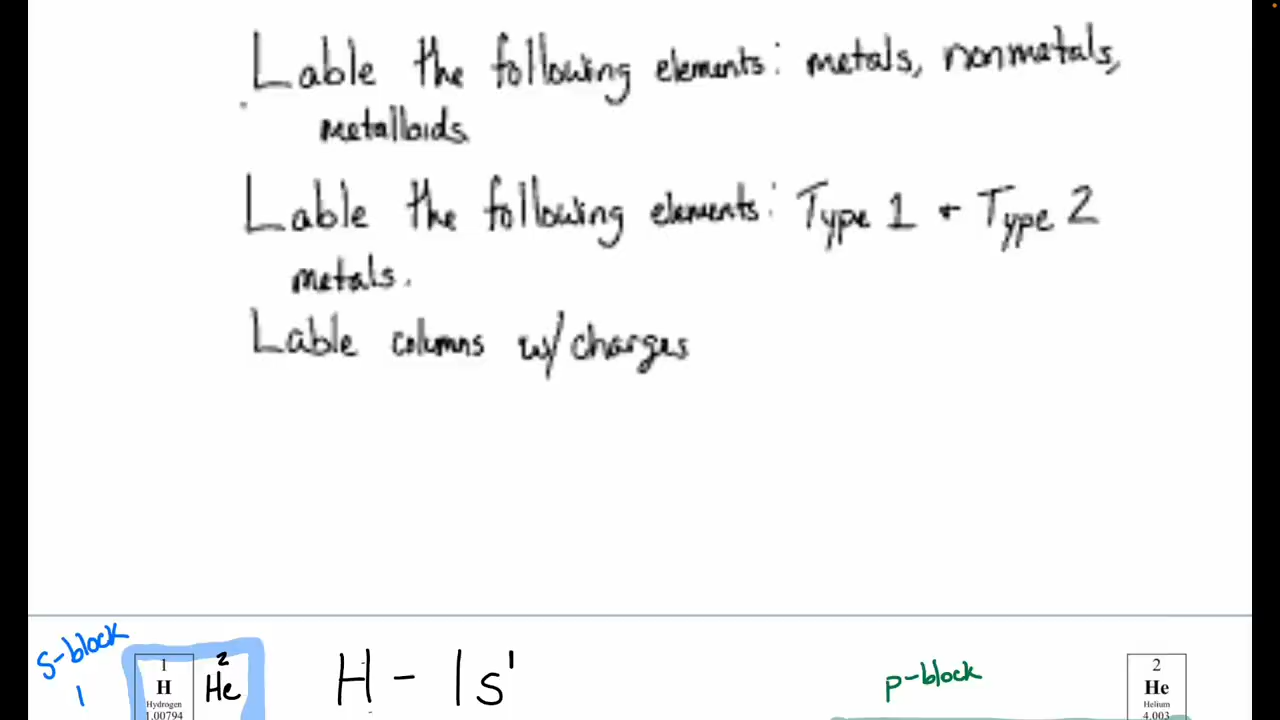 Lable the following elements: metals, nonmetals,
metalloids.
Lable the following elements: Type 1 + Type 2
metals.
Lable columns w/charges
s-block
1
1
H
Hydrogen
1.00794
2
He
H - 1s¹
p-block
2
He
Helium
4.003